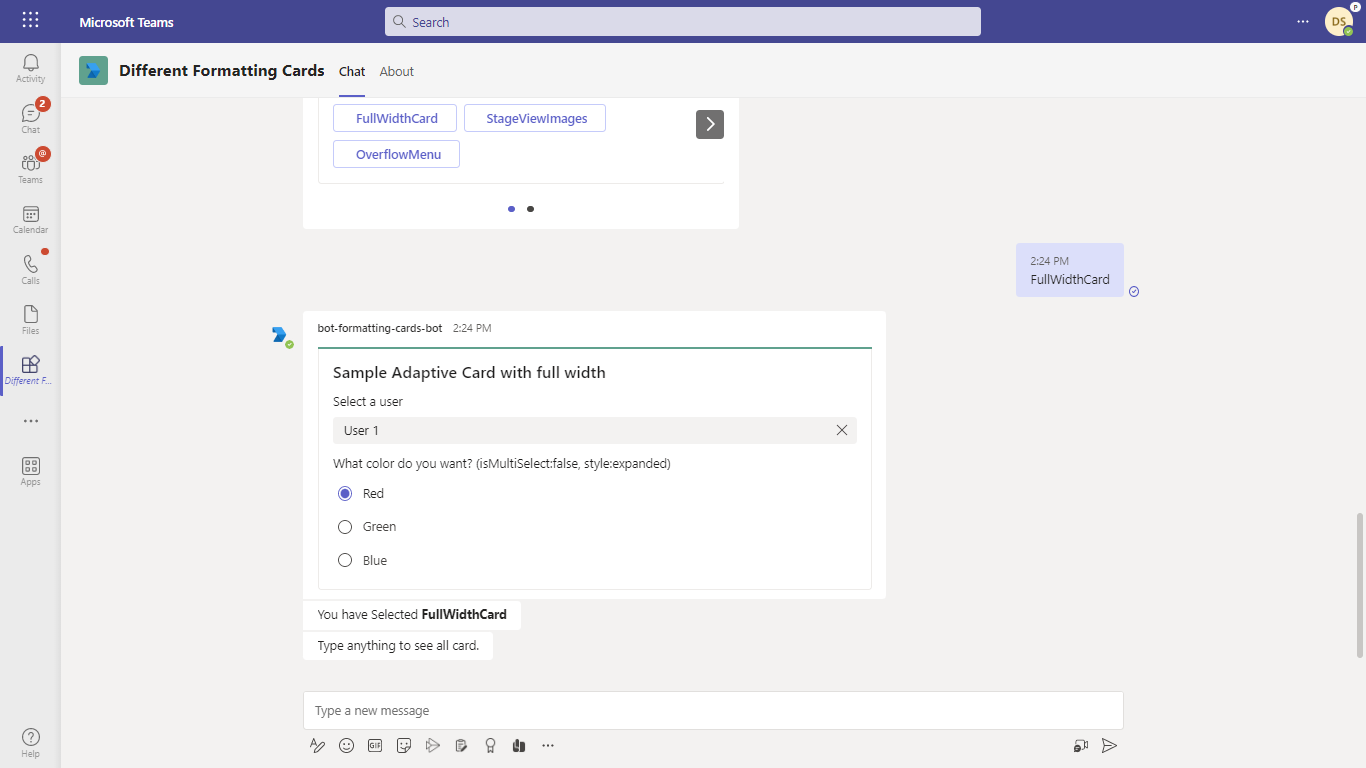 Microsoft Teams
Search
DS
P
Activity
2
Chat
@
Teams
Calendar
Calls
Files
Different F...
Apps
Help
Different Formatting Cards Chat About
FullWidthCard StageViewImages
OverflowMenu
2:24 PM
FullWidthCard
bot-formatting-cards-bot 2:24 PM
Sample Adaptive Card with full width
Select a user
User 1
What color do you want? (isMultiSelect:false, style:expanded)
Red
Green
Blue
You have Selected FullWidthCard
Type anything to see all card.
Type a new message
GIF